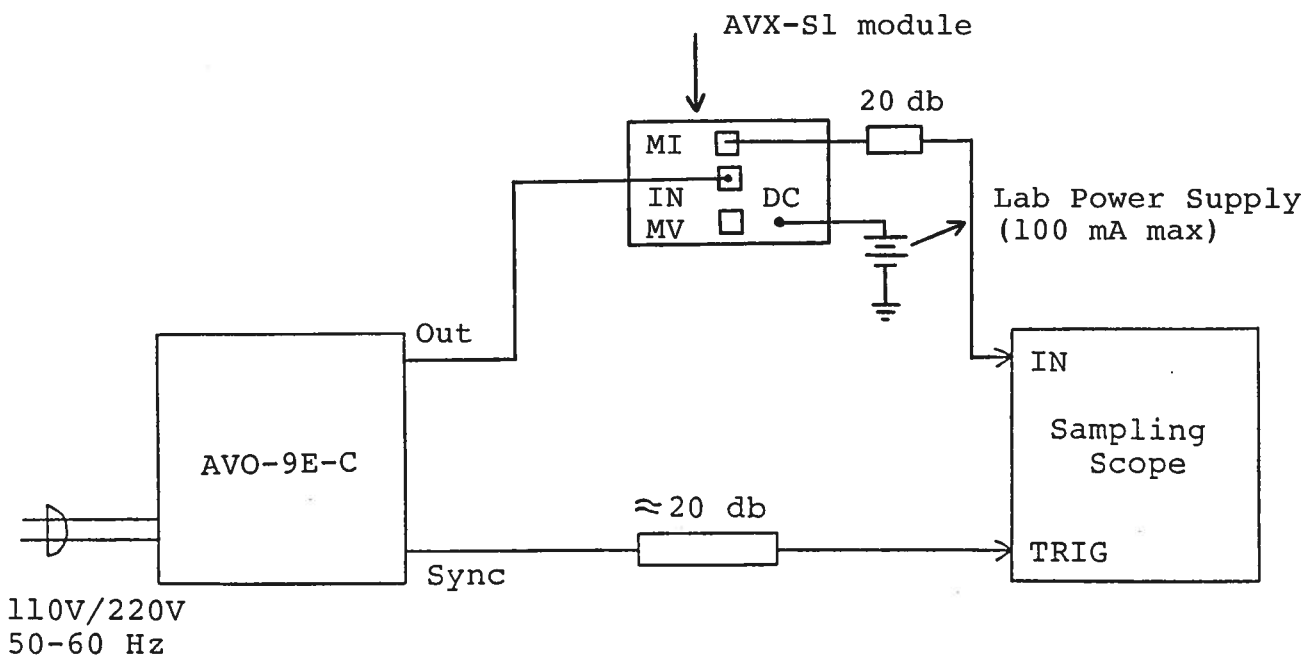 AVX-S1 module
20 db
MI
IN
DC
MV
Lab Power Supply
(100 mA max)
Out
IN
Sampling
Scope
AVO-9E-C
≈20 db
TRIG
Sync
110V/220V
50-60 Hz